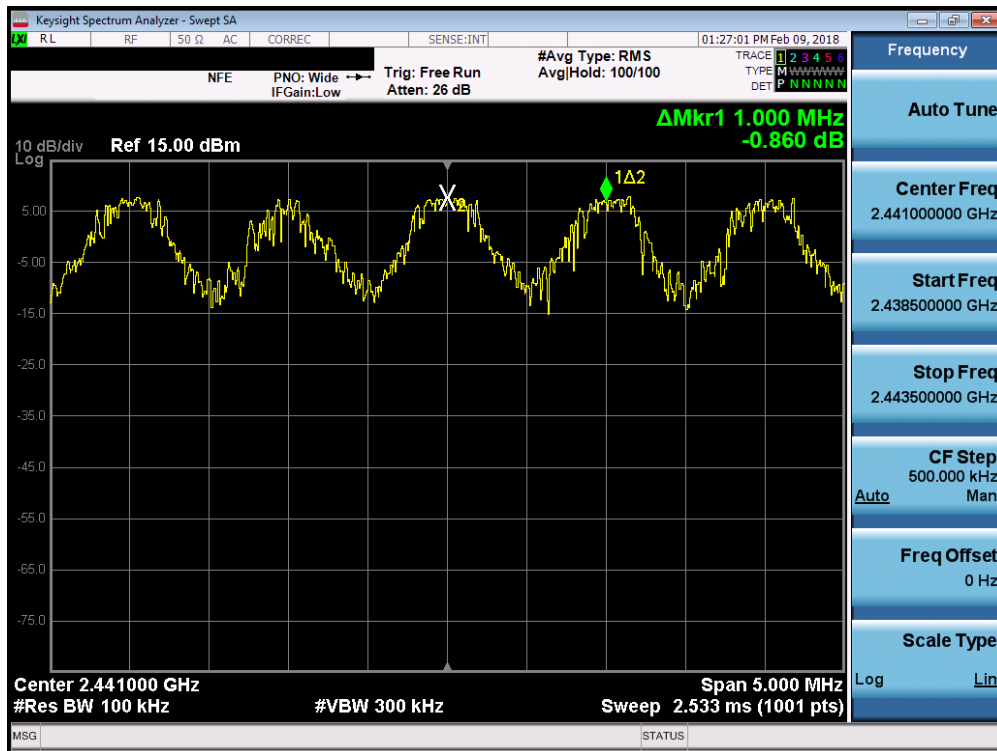 Keysight Spectrum Analyzer - Swept SA
LXI RL RF 50 Ω AC CORREC SENSE:INT 01:27:01 PM Feb 09, 2018
NFE PNO: Wide Trig: Free Run #Avg Type: RMS TRACE 1 2 3 4 5 6
IFGain:Low Atten: 26 dB Avg|Hold: 100/100 TYPE M WWWWW
DET P N N N N N
ΔMkr1 1.000 MHz
-0.860 dB
10 dB/div Ref 15.00 dBm
Log
1Δ2
X2
5.00
-5.00
-15.0
-25.0
-35.0
-45.0
-55.0
-65.0
-75.0
Center 2.441000 GHz Span 5.000 MHz
#Res BW 100 kHz #VBW 300 kHz Sweep 2.533 ms (1001 pts)
MSG STATUS
Frequency
Auto Tune
Center Freq
2.441000000 GHz
Start Freq
2.438500000 GHz
Stop Freq
2.443500000 GHz
CF Step
500.000 kHz
Auto Man
Freq Offset
0 Hz
Scale Type
Log Lin